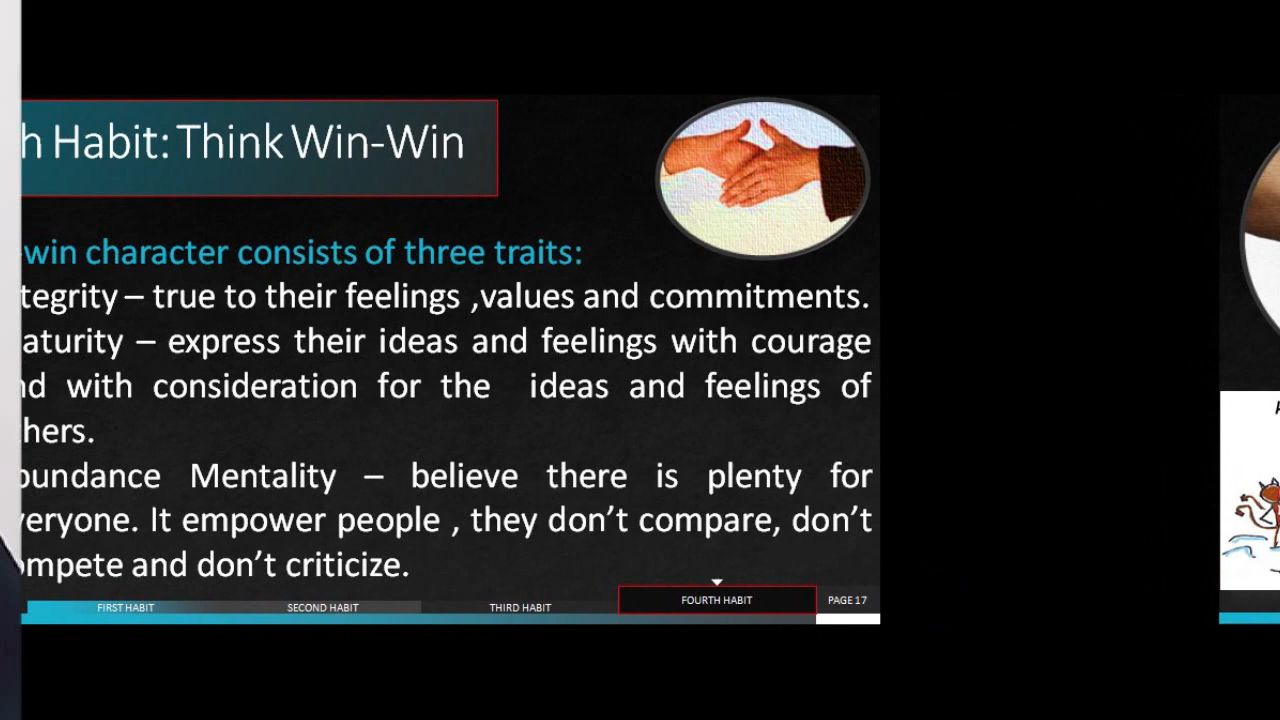 h Habit: Think Win-Win
-win character consists of three traits:
tegrity – true to their feelings ,values and commitments.
aturity – express their ideas and feelings with courage
nd with consideration for the ideas and feelings of
hers.
bundance Mentality – believe there is plenty for
veryone. It empower people , they don’t compare, don’t
ompete and don’t criticize.
FIRST HABIT SECOND HABIT THIRD HABIT FOURTH HABIT PAGE 17